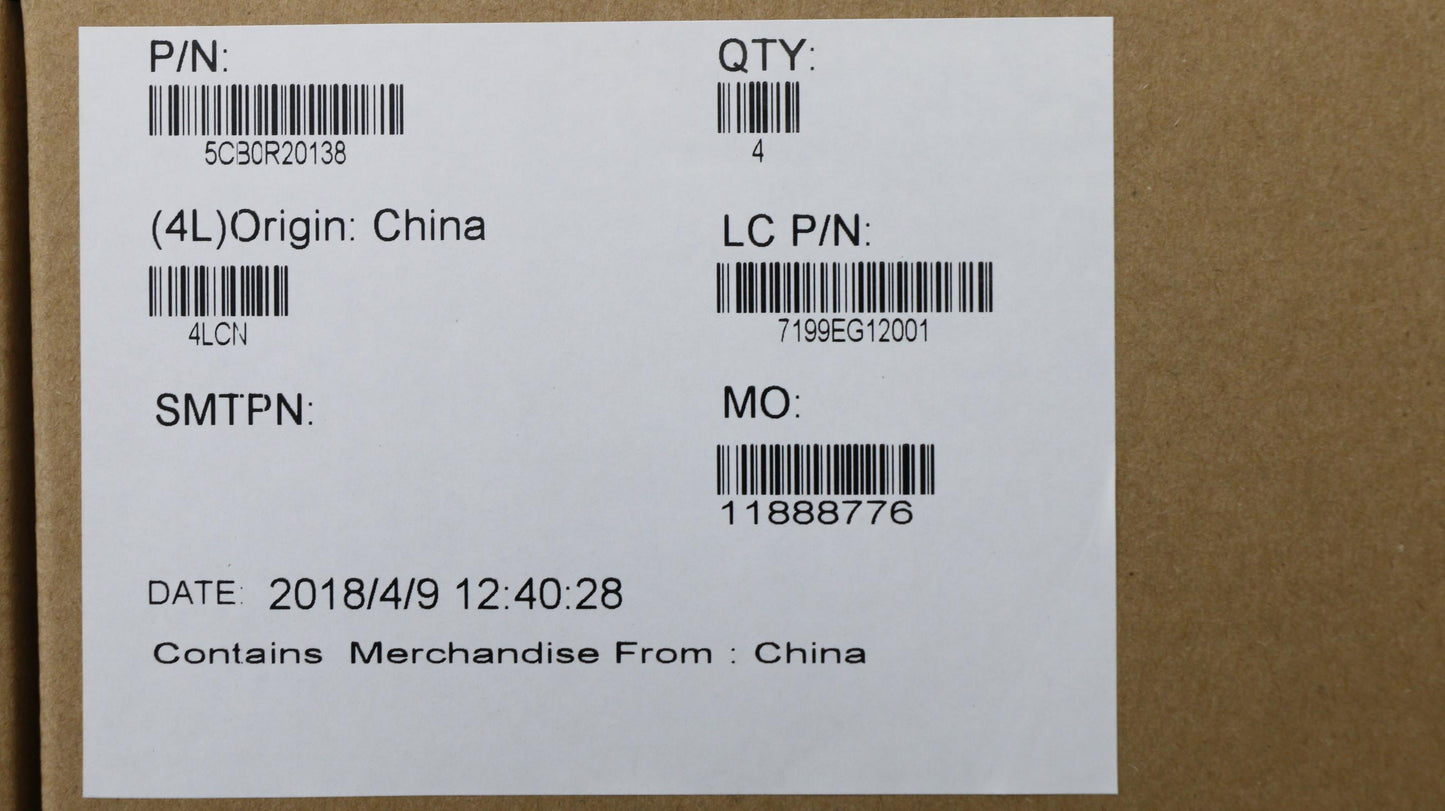 P/N:
5CB0R20138
QTY:
4
(4L)Origin: China
4LCN
LC P/N:
7199EG12001
SMTPN:
MO:
11888776
DATE: 2018/4/9 12:40:28
Contains Merchandise From : China